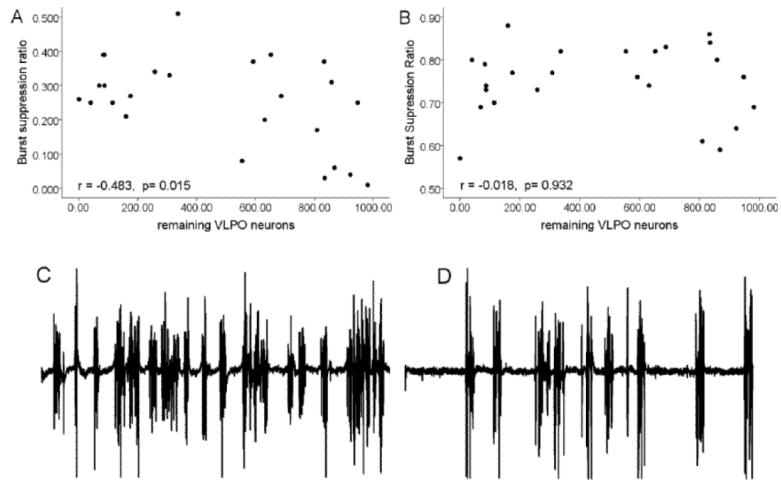 A
Burst suppression ratio
0.500
0.400
0.300
0.200
0.100
0.000
r = -0.483, p= 0.015
0.00 200.00 400.00 600.00 800.00 1000.00
remaining VLPO neurons
B
Burst Supression Ratio
0.90
0.80
0.70
0.60
0.50
r = -0.018, p= 0.932
0.00 200.00 400.00 600.00 800.00 1000.00
remaining VLPO neurons
C
D